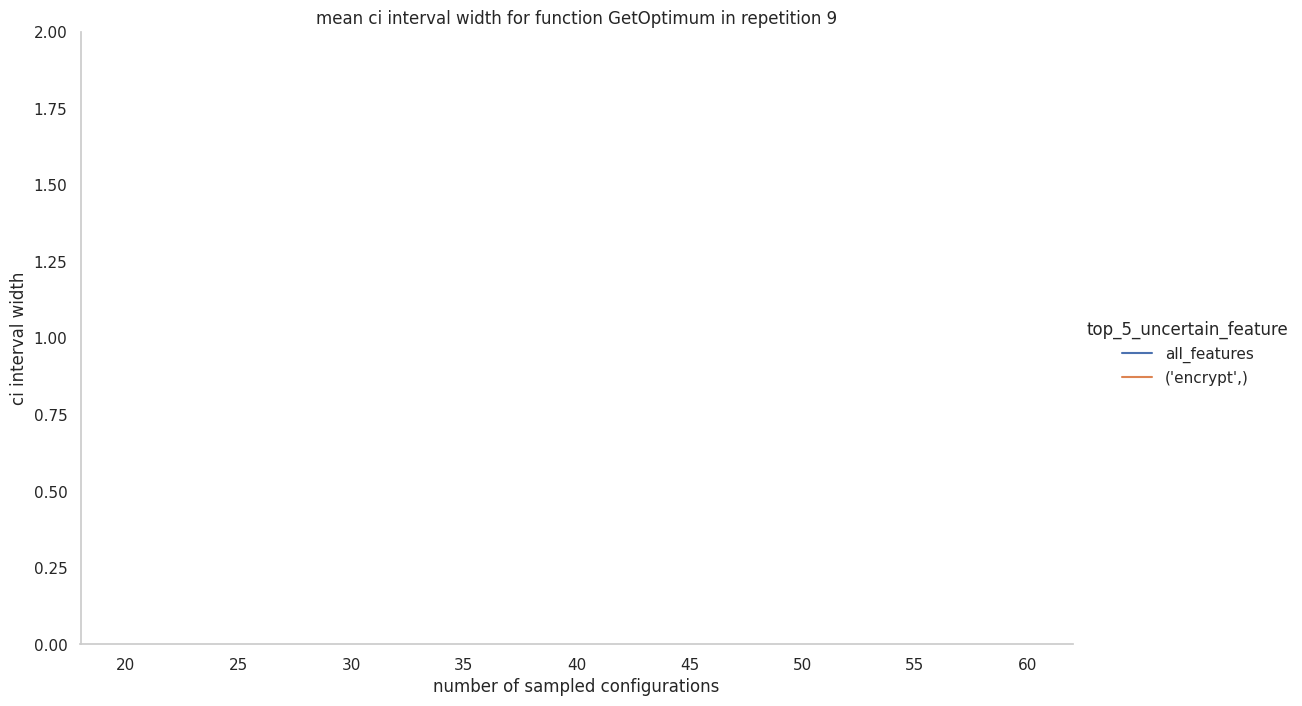 mean ci interval width for function GetOptimum in repetition 9
2.00
1.75
1.50
1.25
1.00
0.75
0.50
0.25
0.00
ci interval width
20 25 30 35 40 45 50 55 60
number of sampled configurations
top_5_uncertain_feature
all_features
('encrypt',)